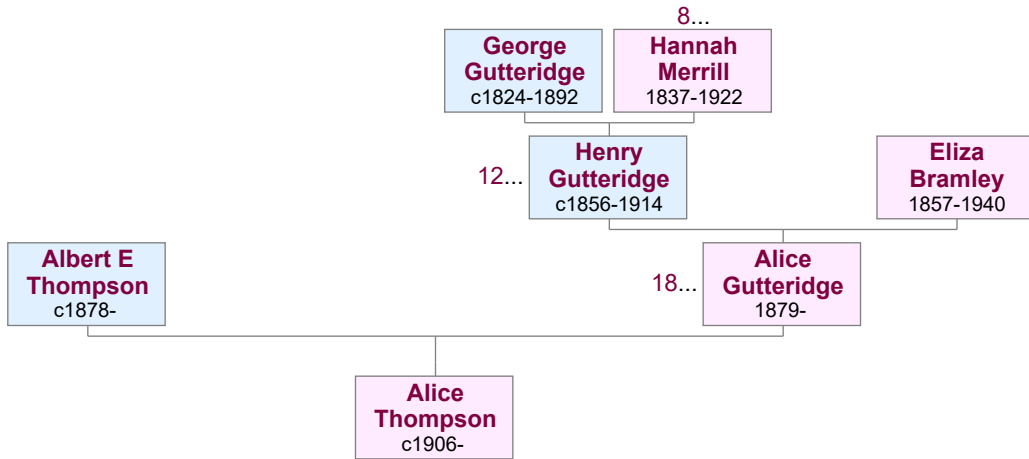 8...
George
Gutteridge
c1824-1892
Hannah
Merrill
1837-1922
12...
Henry
Gutteridge
c1856-1914
Eliza
Bramley
1857-1940
Albert E
Thompson
c1878-
18...
Alice
Gutteridge
1879-
Alice
Thompson
c1906-